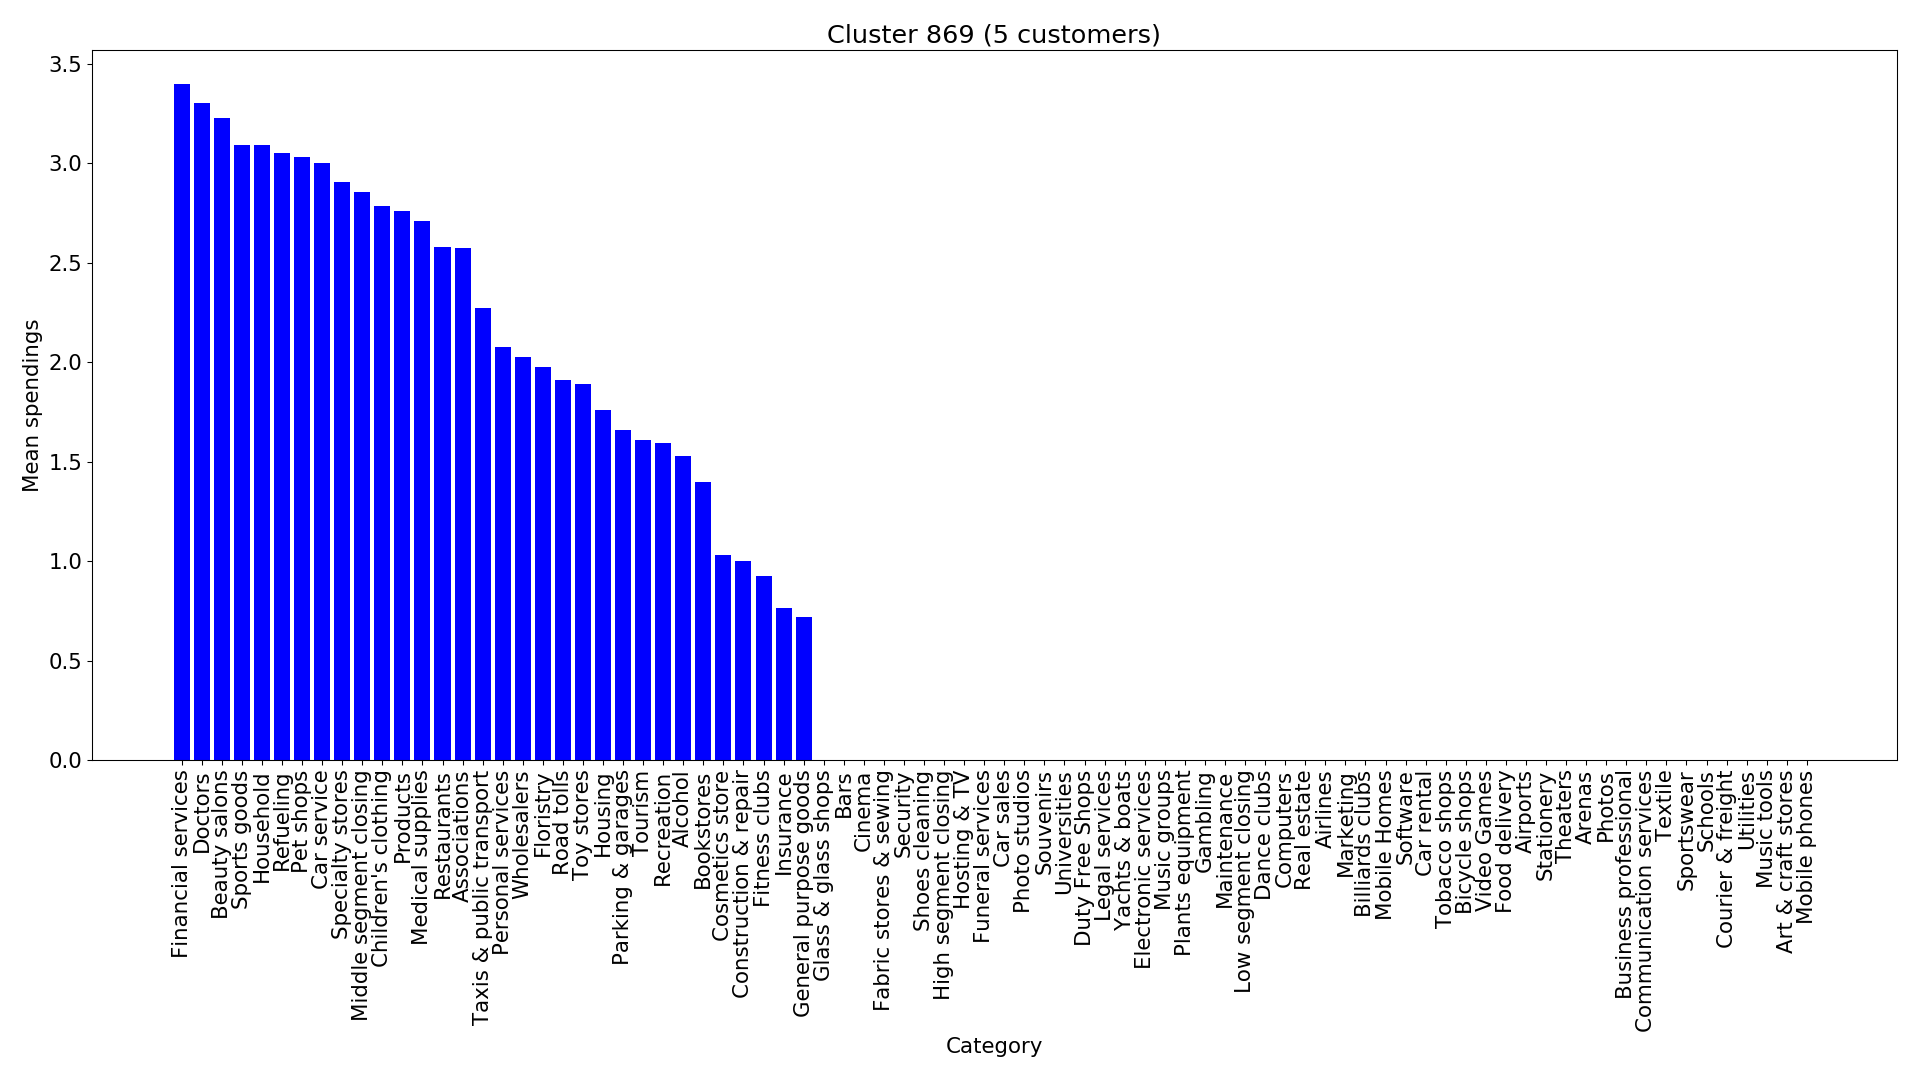 Cluster 869 (5 customers)
Mean spendings
3.5
3.0
2.5
2.0
1.5
1.0
0.5
0.0
Financial services
Doctors
Beauty salons
Sports goods
Household
Refueling
Pet shops
Car service
Specialty stores
Middle segment closing
Children's clothing
Products
Medical supplies
Restaurants
Associations
Taxis & public transport
Personal services
Wholesalers
Floristry
Road tolls
Toy stores
Housing
Parking & garages
Tourism
Recreation
Alcohol
Bookstores
Cosmetics store
Construction & repair
Fitness clubs
Insurance
General purpose goods
Glass & glass shops
Bars
Cinema
Fabric stores & sewing
Security
Shoes cleaning
High segment closing
Hosting & TV
Funeral services
Car sales
Photo studios
Souvenirs
Universities
Duty Free Shops
Legal services
Yachts & boats
Electronic services
Music groups
Plants equipment
Gambling
Maintenance
Low segment closing
Dance clubs
Computers
Real estate
Airlines
Marketing
Billiards clubs
Mobile Homes
Software
Car rental
Tobacco shops
Bicycle shops
Video Games
Food delivery
Airports
Stationery
Theaters
Arenas
Photos
Business professional
Communication services
Textile
Sportswear
Schools
Courier & freight
Utilities
Music tools
Art & craft stores
Mobile phones
Category